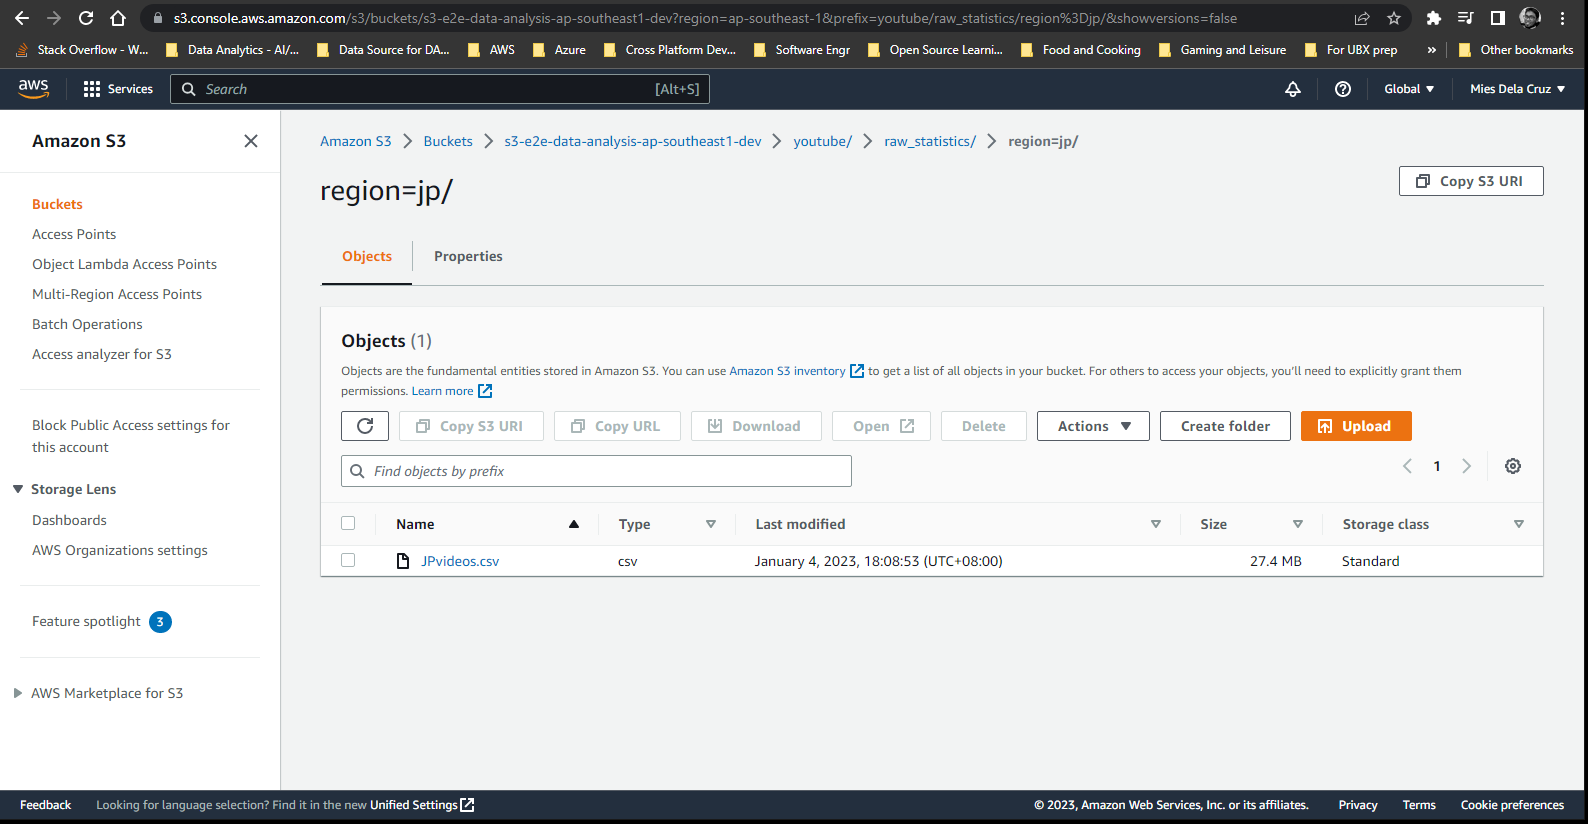 s3.console.aws.amazon.com/s3/buckets/s3-e2e-data-analysis-ap-southeast1-dev?region=ap-southeast-1&prefix=youtube/raw_statistics/region%3Djp/&showversions=false
Stack Overflow - W... Data Analytics - AI/... Data Source for DA... AWS Azure Cross Platform Dev... Software Engr Open Source Learni... Food and Cooking Gaming and Leisure For UBX prep » Other bookmarks
aws Services Search [Alt+S] Global Mies Dela Cruz
Amazon S3
Buckets
Access Points
Object Lambda Access Points
Multi-Region Access Points
Batch Operations
Access analyzer for S3
Block Public Access settings for
this account
Storage Lens
Dashboards
AWS Organizations settings
Feature spotlight 3
AWS Marketplace for S3
Amazon S3 > Buckets > s3-e2e-data-analysis-ap-southeast1-dev > youtube/ > raw_statistics/ > region=jp/
region=jp/
Copy S3 URI
Objects Properties
Objects (1)
Objects are the fundamental entities stored in Amazon S3. You can use Amazon S3 inventory to get a list of all objects in your bucket. For others to access your objects, you'll need to explicitly grant them
permissions. Learn more
Copy S3 URI Copy URL Download Open Delete Actions Create folder Upload
Find objects by prefix
1
Name Type Last modified Size Storage class
JPvideos.csv csv January 4, 2023, 18:08:53 (UTC+08:00) 27.4 MB Standard
Feedback Looking for language selection? Find it in the new Unified Settings © 2023, Amazon Web Services, Inc. or its affiliates. Privacy Terms Cookie preferences